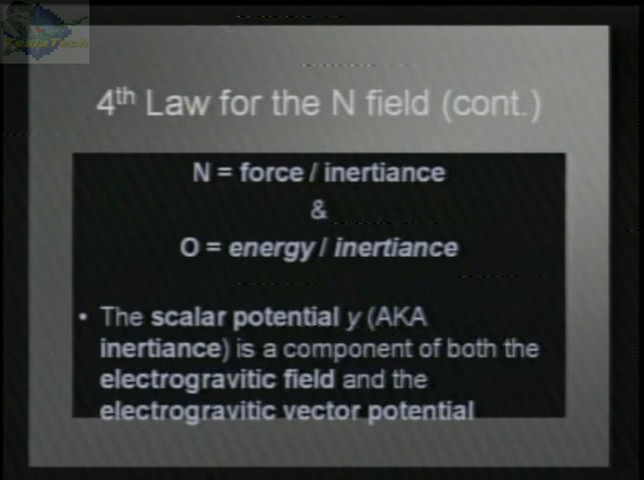 TeslaTech
4th Law for the N field (cont.)
N = force / inertiance
&
O = energy / inertiance
• The scalar potential y (AKA
inertiance) is a component of both the
electrogravitic field and the
electrogravitic vector potential